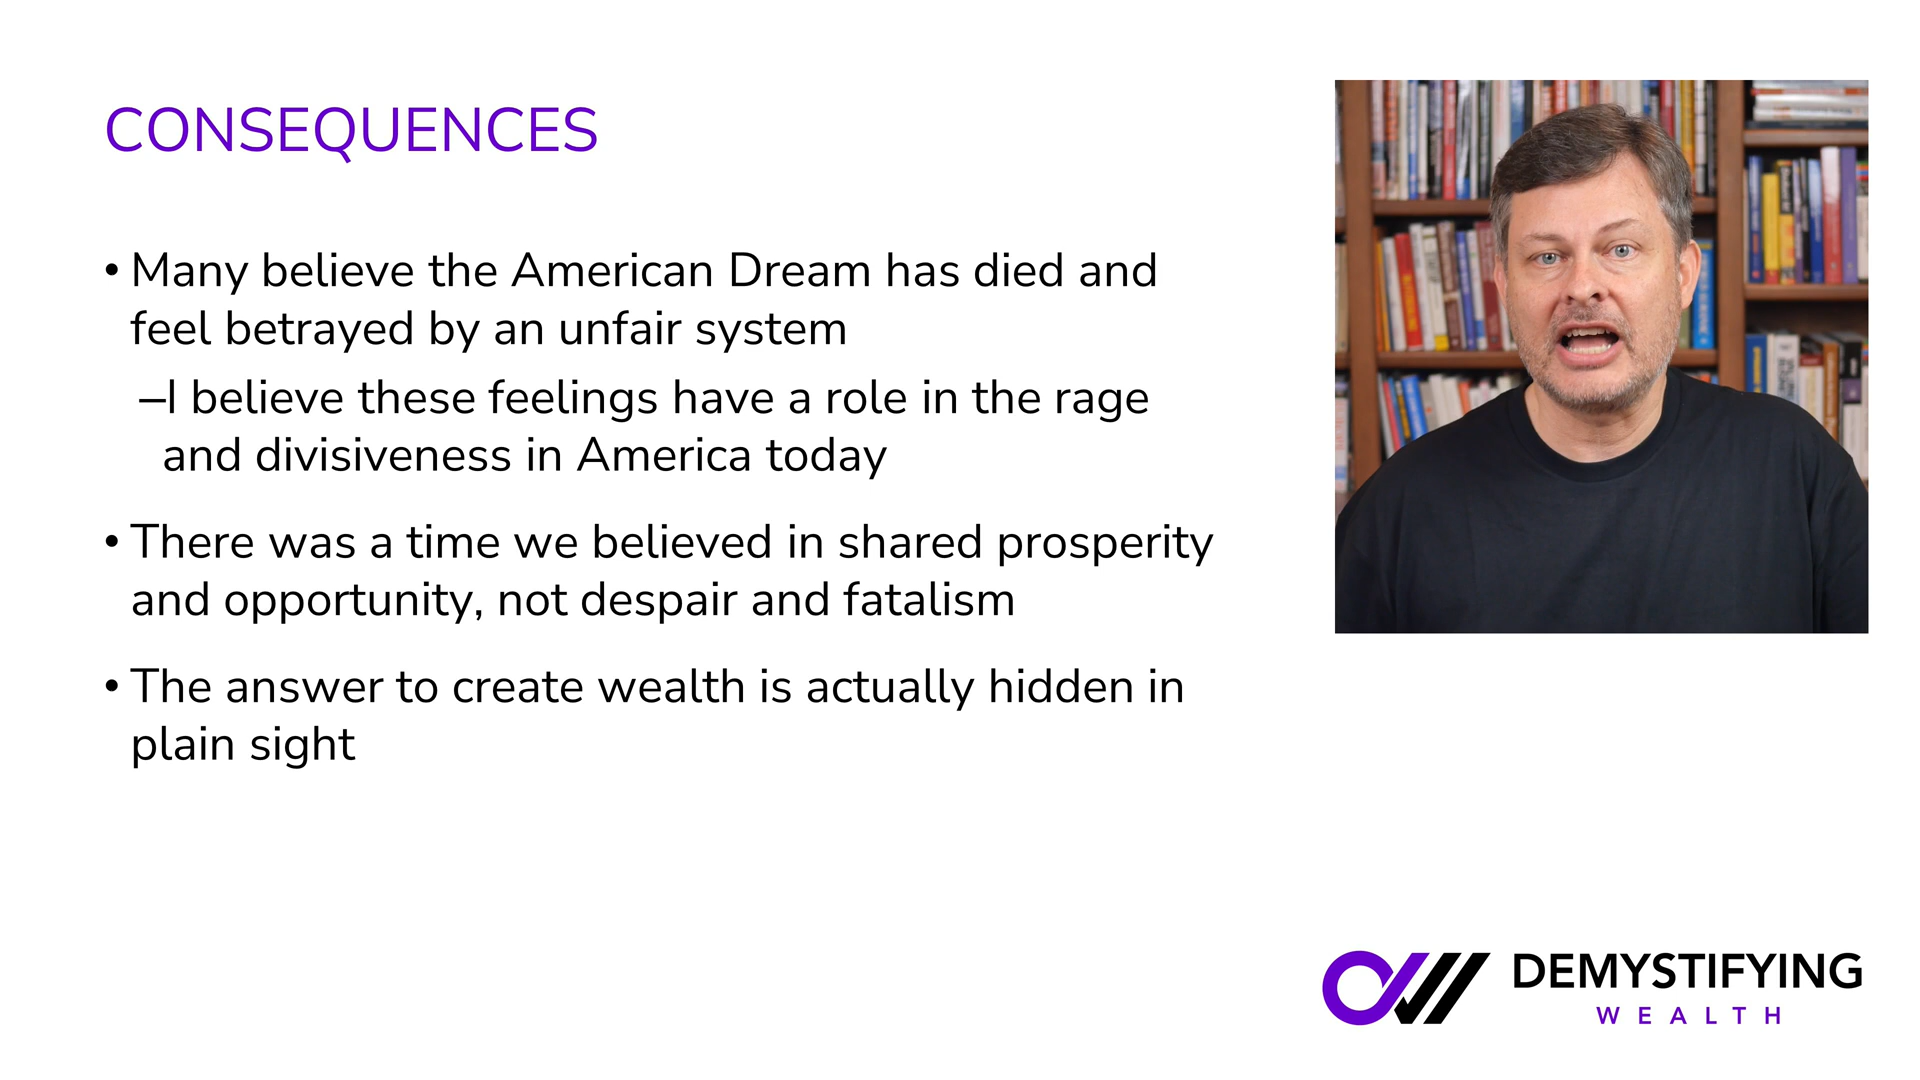 CONSEQUENCES
• Many believe the American Dream has died and
feel betrayed by an unfair system
–I believe these feelings have a role in the rage
and divisiveness in America today
• There was a time we believed in shared prosperity
and opportunity, not despair and fatalism
• The answer to create wealth is actually hidden in
plain sight
DEMYSTIFYING
WEALTH